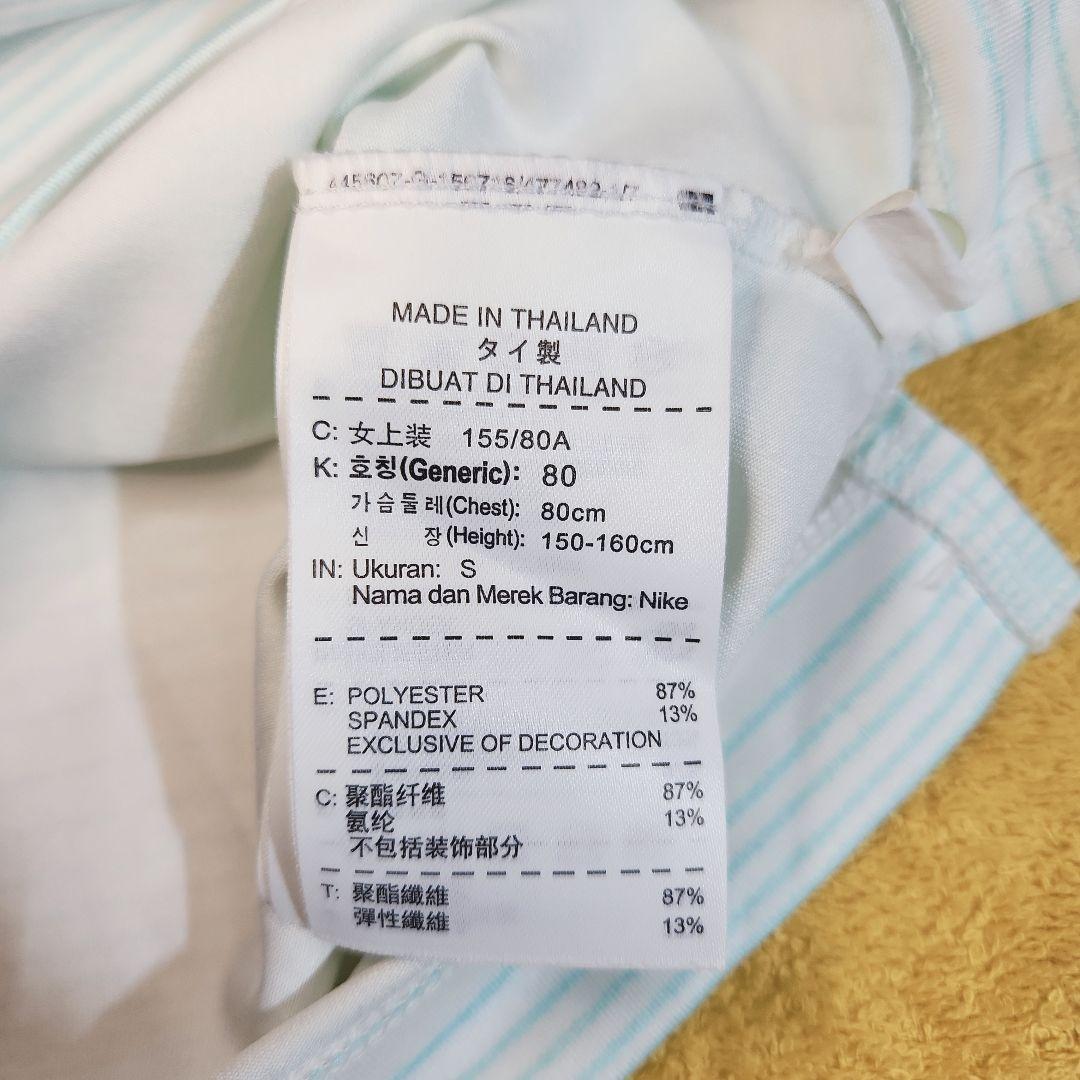 MADE IN THAILAND
タイ製
DIBUAT DI THAILAND
C: 女上装 155/80A
K: 호칭(Generic): 80
가슴둘레(Chest): 80cm
신 장(Height): 150-160cm
IN: Ukuran: S
Nama dan Merek Barang: Nike
E: POLYESTER 87%
SPANDEX 13%
EXCLUSIVE OF DECORATION
C: 聚酯纤维 87%
氨纶 13%
不包括装饰部分
T: 聚酯纖維 87%
彈性纖維 13%